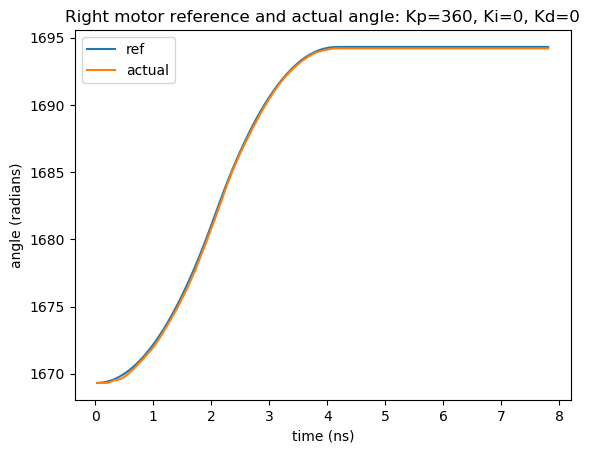 Right motor reference and actual angle: Kp=360, Ki=0, Kd=0
ref
actual
angle (radians)
1695
1690
1685
1680
1675
1670
0 1 2 3 4 5 6 7 8
time (ns)